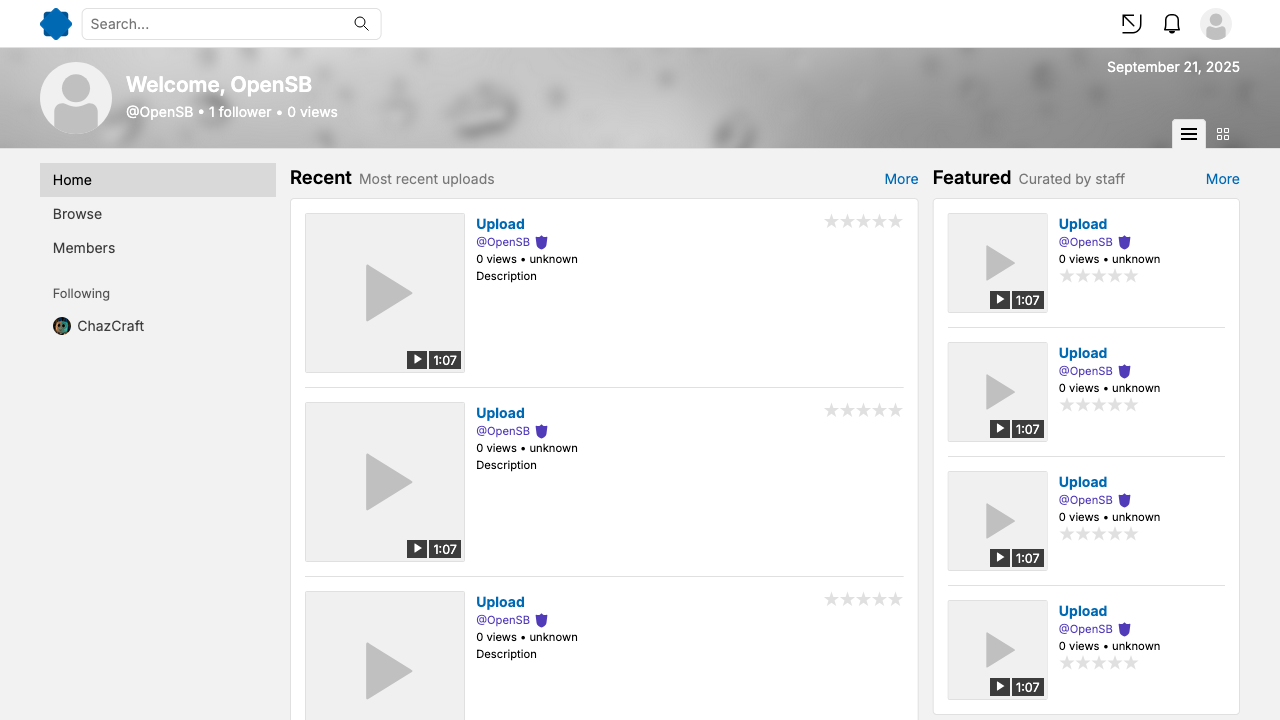 Search...
September 21, 2025
Welcome, OpenSB
@OpenSB • 1 follower • 0 views
Home
Browse
Members
Following
ChazCraft
Recent Most recent uploads More
Upload
@OpenSB
0 views • unknown
Description
1:07
Upload
@OpenSB
0 views • unknown
Description
1:07
Upload
@OpenSB
0 views • unknown
Description
Featured Curated by staff More
Upload
@OpenSB
0 views • unknown
1:07
Upload
@OpenSB
0 views • unknown
1:07
Upload
@OpenSB
0 views • unknown
1:07
Upload
@OpenSB
0 views • unknown
1:07